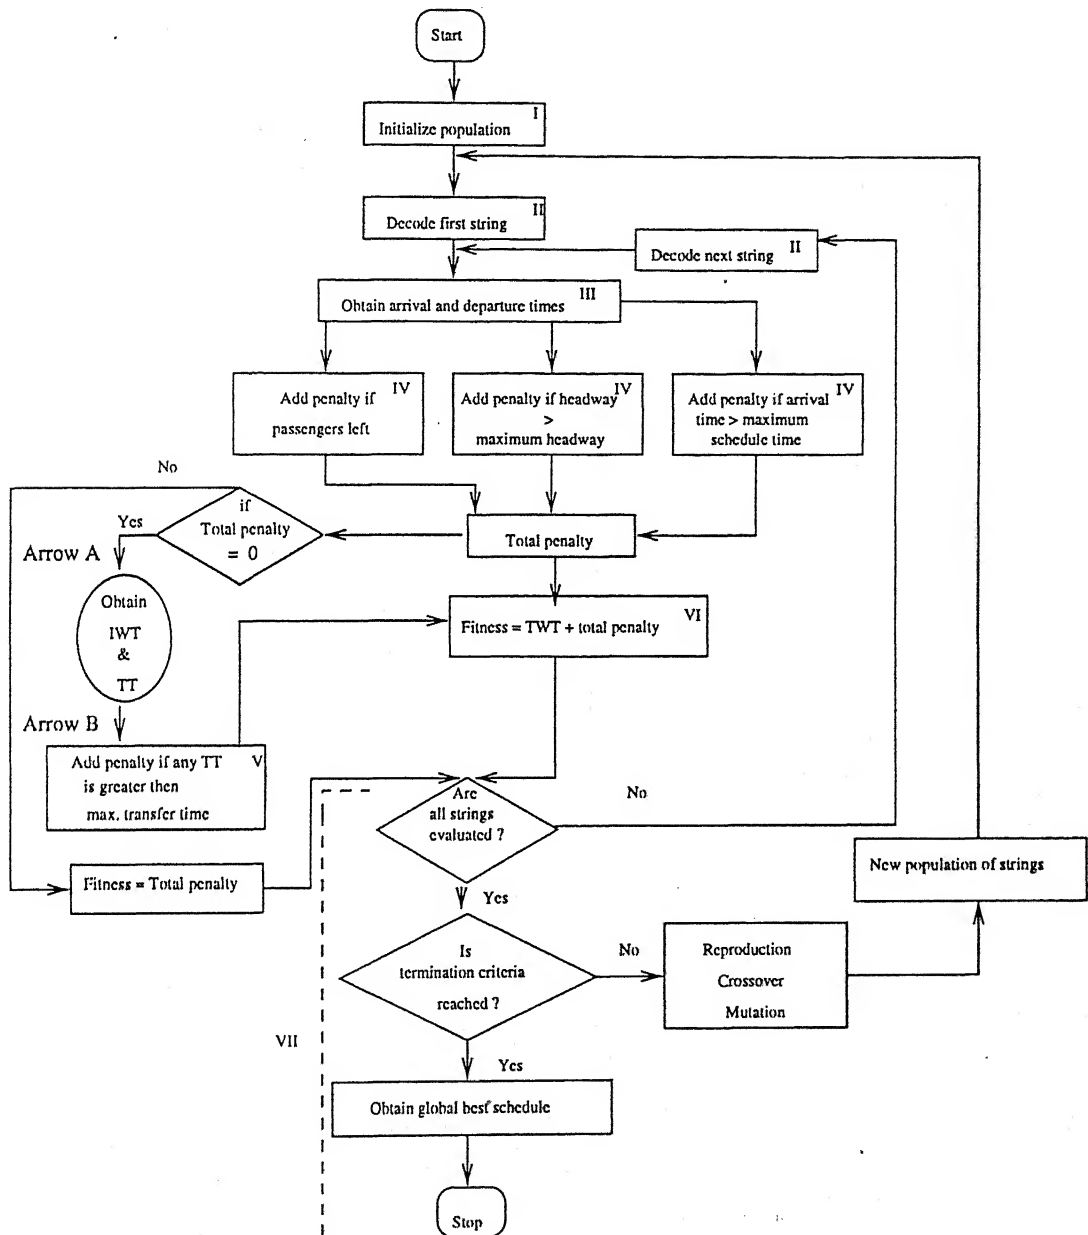 Start
I
Initialize population
II
Decode first string
II
Decode next string
III
Obtain arrival and departure times
IV
Add penalty if
passengers left
IV
Add penalty if headway
>
maximum headway
IV
Add penalty if arrival
time > maximum
schedule time
No
if
Total penalty
= 0
Yes
Total penalty
Arrow A
Obtain
IWT
&
TT
VI
Fitness = TWT + total penalty
Arrow B
V
Add penalty if any TT
is greater then
max. transfer time
Are
all strings
evaluated ?
No
Fitness = Total penalty
New population of strings
Yes
Is
termination criteria
reached ?
No
Reproduction
Crossover
Mutation
VII
Yes
Obtain global best schedule
Stop